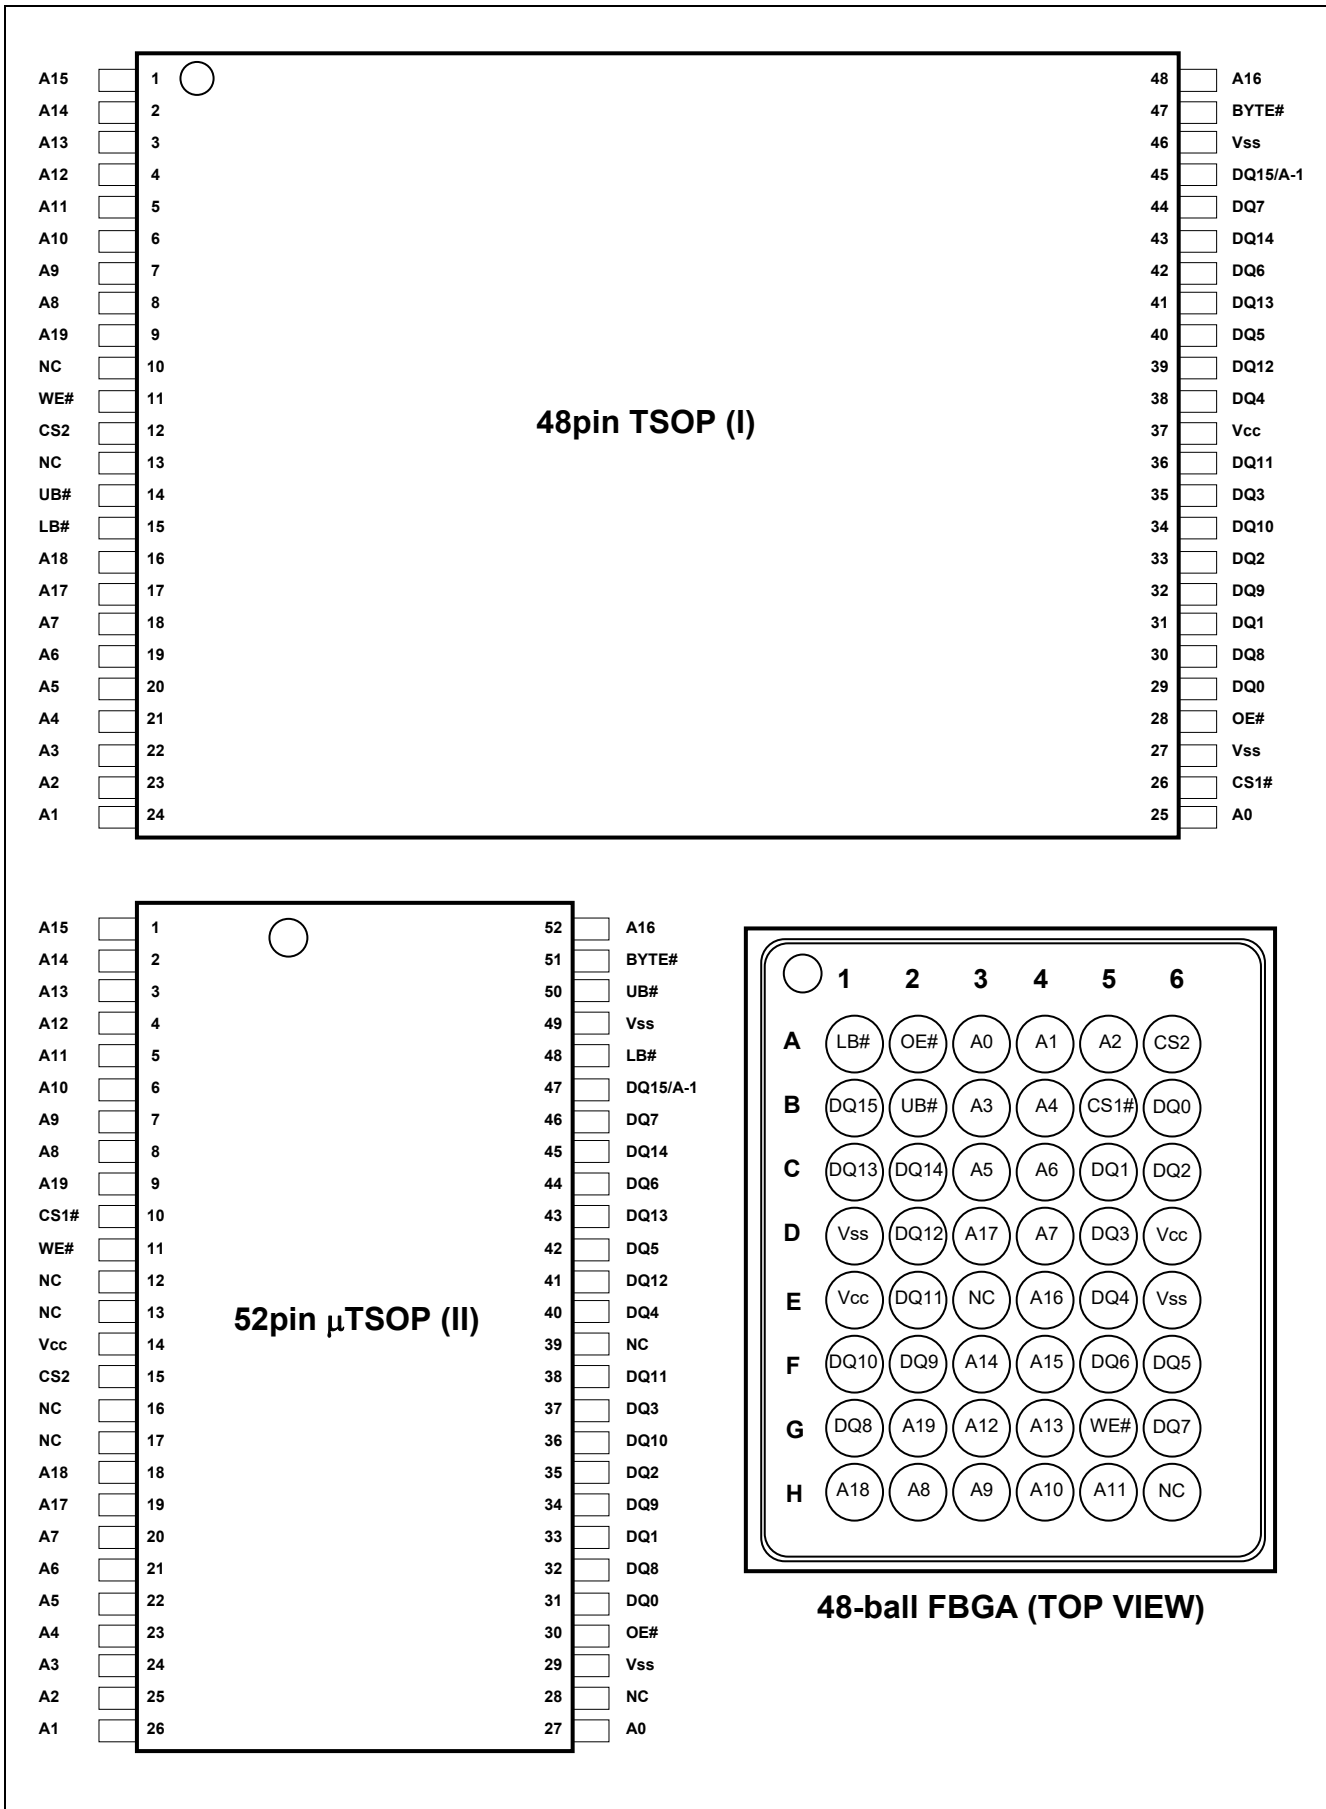 A15 1 48 A16
A14 2 47 BYTE#
A13 3 46 Vss
A12 4 45 DQ15/A-1
A11 5 44 DQ7
A10 6 43 DQ14
A9 7 42 DQ6
A8 8 41 DQ13
A19 9 40 DQ5
NC 10 39 DQ12
WE# 11 38 DQ4
48pin TSOP (I)
CS2 12 37 Vcc
NC 13 36 DQ11
UB# 14 35 DQ3
LB# 15 34 DQ10
A18 16 33 DQ2
A17 17 32 DQ9
A7 18 31 DQ1
A6 19 30 DQ8
A5 20 29 DQ0
A4 21 28 OE#
A3 22 27 Vss
A2 23 26 CS1#
A1 24 25 A0
A15 1 52 A16
A14 2 51 BYTE#
A13 3 50 UB#
A12 4 49 Vss
A11 5 48 LB#
A10 6 47 DQ15/A-1
A9 7 46 DQ7
A8 8 45 DQ14
A19 9 44 DQ6
CS1# 10 43 DQ13
WE# 11 42 DQ5
NC 12 41 DQ12
NC 13 40 DQ4
52pin μTSOP (II)
Vcc 14 39 NC
CS2 15 38 DQ11
NC 16 37 DQ3
NC 17 36 DQ10
A18 18 35 DQ2
A17 19 34 DQ9
A7 20 33 DQ1
A6 21 32 DQ8
A5 22 31 DQ0
A4 23 30 OE#
A3 24 29 Vss
A2 25 28 NC
A1 26 27 A0
1 2 3 4 5 6
A LB# OE# A0 A1 A2 CS2
B DQ15 UB# A3 A4 CS1# DQ0
C DQ13 DQ14 A5 A6 DQ1 DQ2
D Vss DQ12 A17 A7 DQ3 Vcc
E Vcc DQ11 NC A16 DQ4 Vss
F DQ10 DQ9 A14 A15 DQ6 DQ5
G DQ8 A19 A12 A13 WE# DQ7
H A18 A8 A9 A10 A11 NC
48-ball FBGA (TOP VIEW)